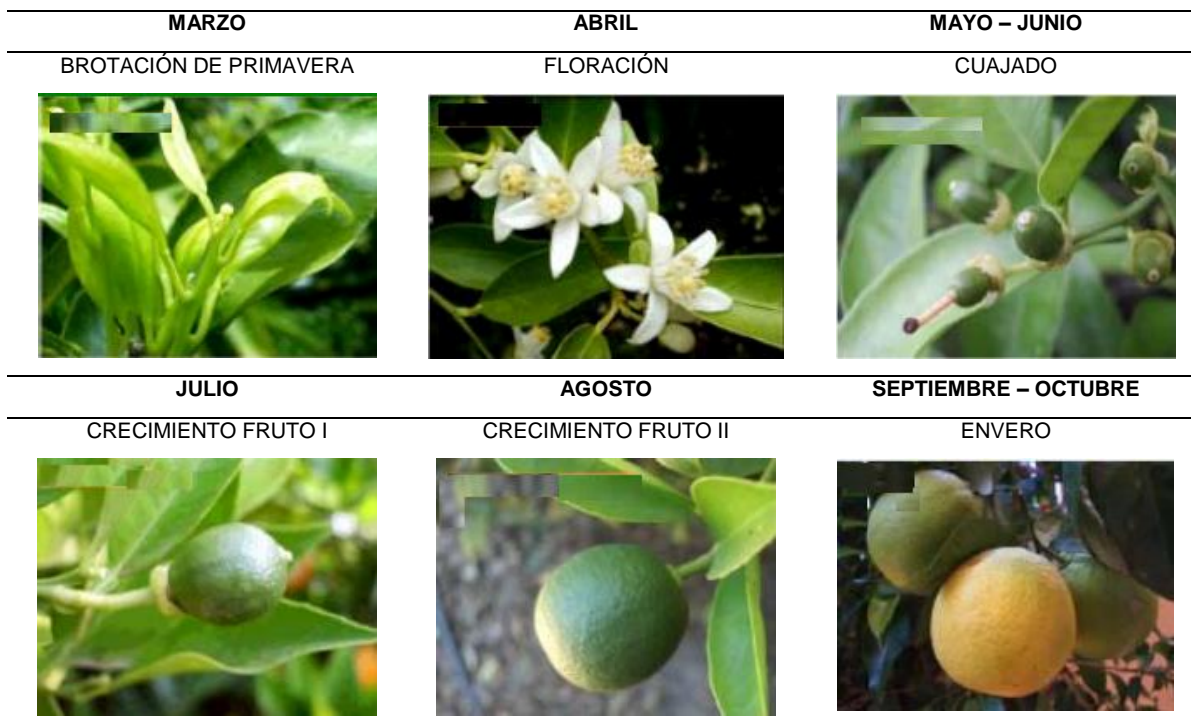 MARZO ABRIL MAYO – JUNIO
BROTACIÓN DE PRIMAVERA FLORACIÓN CUAJADO
JULIO AGOSTO SEPTIEMBRE – OCTUBRE
CRECIMIENTO FRUTO I CRECIMIENTO FRUTO II ENVERO